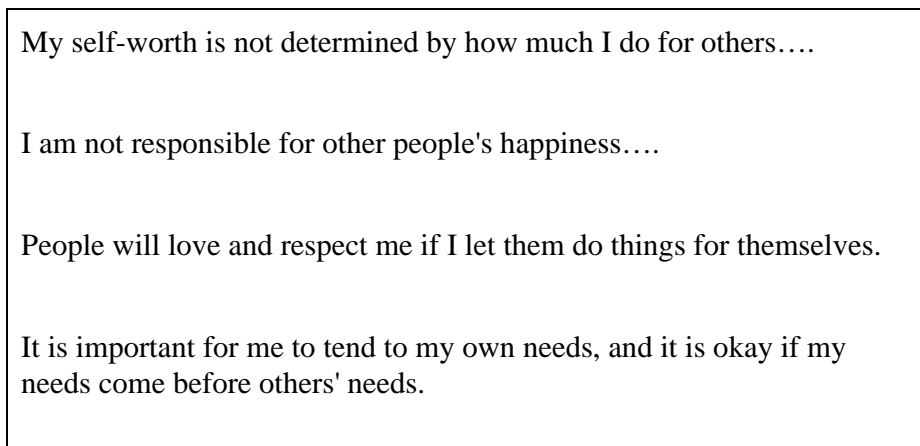 My self-worth is not determined by how much I do for others….
I am not responsible for other people's happiness….
People will love and respect me if I let them do things for themselves.
It is important for me to tend to my own needs, and it is okay if my
needs come before others' needs.